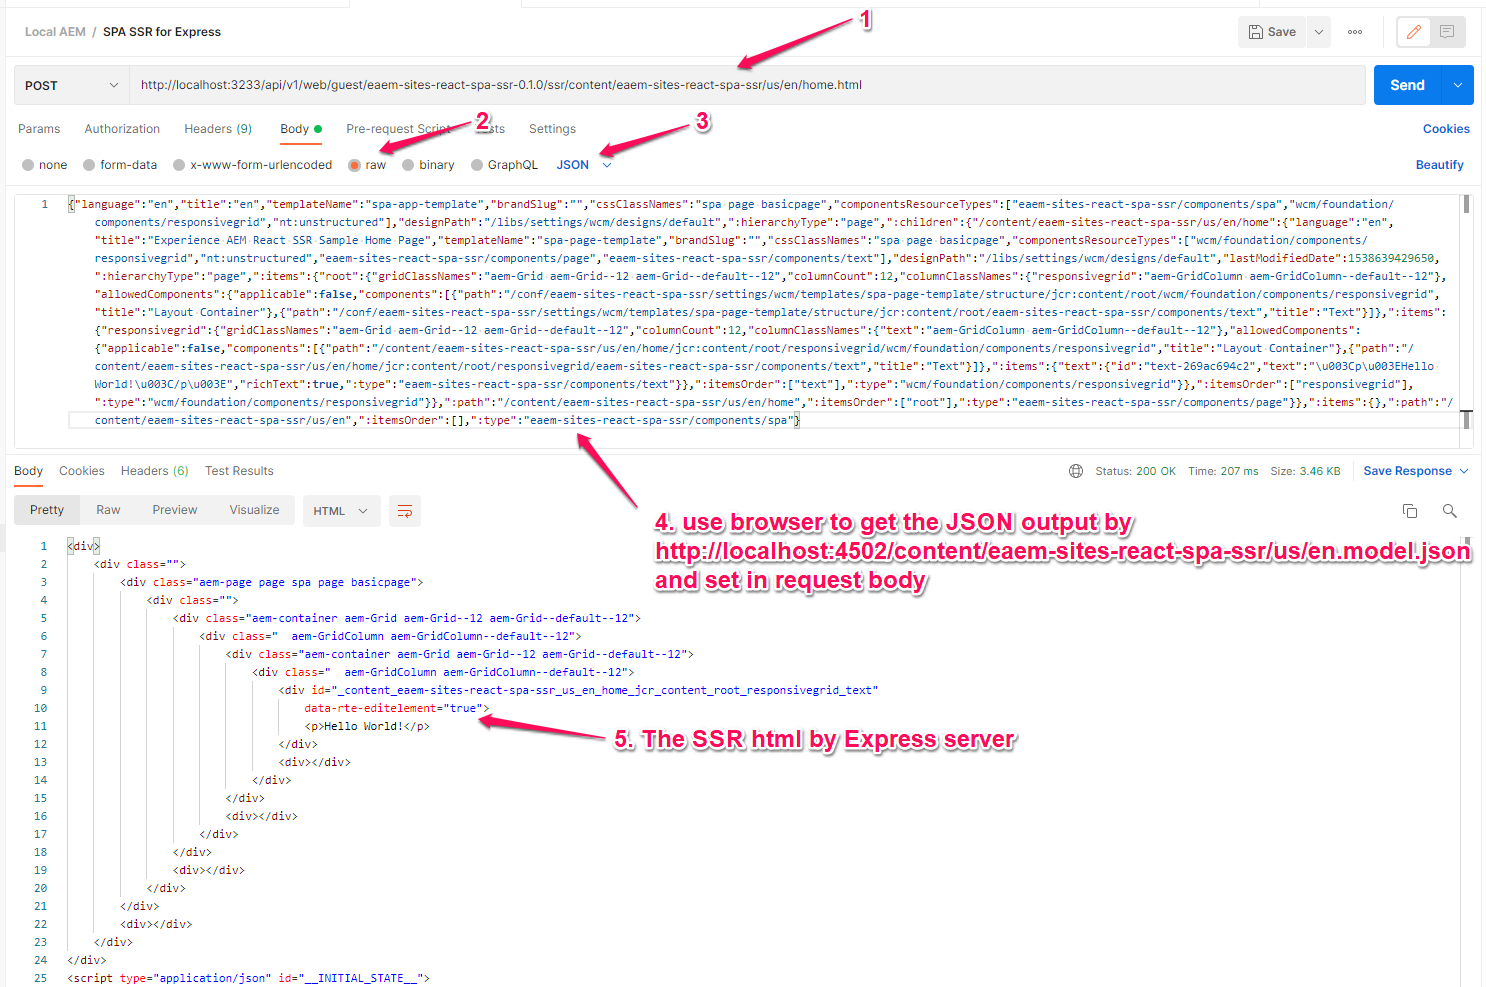 Local AEM / SPA SSR for Express
1
Save
POST
http://localhost:3233/api/v1/web/guest/eaem-sites-react-spa-ssr-0.1.0/ssr/content/eaem-sites-react-spa-ssr/us/en/home.html
Send
Params Authorization Headers (9) Body Pre-request Script Settings
2
3
Cookies
none form-data x-www-form-urlencoded raw binary GraphQL JSON
Beautify
1 {"language":"en","title":"en","templateName":"spa-app-template","brandSlug":"","cssClassNames":"spa page basicpage","componentsResourceTypes":["eaem-sites-react-spa-ssr/components/spa","wcm/foundation/
components/responsivegrid","nt:unstructured"],"designPath":"/libs/settings/wcm/designs/default",":hierarchyType":"page",":children":{"/content/eaem-sites-react-spa-ssr/us/en/home":{"language":"en",
"title":"Experience AEM React SSR Sample Home Page","templateName":"spa-page-template","brandSlug":"","cssClassNames":"spa page basicpage","componentsResourceTypes":["wcm/foundation/components/
responsivegrid","nt:unstructured","eaem-sites-react-spa-ssr/components/page","eaem-sites-react-spa-ssr/components/text"],"designPath":"/libs/settings/wcm/designs/default","lastModifiedDate":1538639429650,
":hierarchyType":"page",":items":{"root":{"gridClassNames":"aem-Grid aem-Grid--12 aem-Grid--default--12","columnCount":12,"columnClassNames":{"responsivegrid":"aem-GridColumn aem-GridColumn--default--12"},
"allowedComponents":{"applicable":false,"components":[{"path":"/conf/eaem-sites-react-spa-ssr/settings/wcm/templates/spa-page-template/structure/jcr:content/root/wcm/foundation/components/responsivegrid",
"title":"Layout Container"},{"path":"/conf/eaem-sites-react-spa-ssr/settings/wcm/templates/spa-page-template/structure/jcr:content/root/eaem-sites-react-spa-ssr/components/text","title":"Text"}]},":items":
{"responsivegrid":{"gridClassNames":"aem-Grid aem-Grid--12 aem-Grid--default--12","columnCount":12,"columnClassNames":{"text":"aem-GridColumn aem-GridColumn--default--12"},"allowedComponents":
{"applicable":false,"components":[{"path":"/content/eaem-sites-react-spa-ssr/us/en/home/jcr:content/root/responsivegrid/wcm/foundation/components/responsivegrid","title":"Layout Container"},{"path":"/
content/eaem-sites-react-spa-ssr/us/en/home/jcr:content/root/responsivegrid/eaem-sites-react-spa-ssr/components/text","title":"Text"}]},":items":{"text":{"id":"text-269ac694c2","text":"\u003Cp\u003EHello
World!\u003C/p\u003E","richText":true,":type":"eaem-sites-react-spa-ssr/components/text"}},":itemsOrder":["text"],":type":"wcm/foundation/components/responsivegrid"}},":itemsOrder":["responsivegrid"],
":type":"wcm/foundation/components/responsivegrid"}},":path":"/content/eaem-sites-react-spa-ssr/us/en/home",":itemsOrder":["root"],":type":"eaem-sites-react-spa-ssr/components/page"}},":items":{},":path":"/
content/eaem-sites-react-spa-ssr/us/en",":itemsOrder":[],":type":"eaem-sites-react-spa-ssr/components/spa"}
Body Cookies Headers (6) Test Results
Status: 200 OK Time: 207 ms Size: 3.46 KB Save Response
Pretty Raw Preview Visualize HTML
4. use browser to get the JSON output by
http://localhost:4502/content/eaem-sites-react-spa-ssr/us/en.model.json
and set in request body
1 <div>
2 <div class="">
3 <div class="aem-page page spa page basicpage">
4 <div class="">
5 <div class="aem-container aem-Grid aem-Grid--12 aem-Grid--default--12">
6 <div class="  aem-GridColumn aem-GridColumn--default--12">
7 <div class="aem-container aem-Grid aem-Grid--12 aem-Grid--default--12">
8 <div class="  aem-GridColumn aem-GridColumn--default--12">
9 <div id="_content_eaem-sites-react-spa-ssr_us_en_home_jcr_content_root_responsivegrid_text"
10 data-rte-editelement="true">
11 <p>Hello World!</p>
5. The SSR html by Express server
12 </div>
13 <div></div>
14 </div>
15 </div>
16 <div></div>
17 </div>
18 </div>
19 <div></div>
20 </div>
21 </div>
22 <div></div>
23 </div>
24 </div>
25 <script type="application/json" id="__INITIAL_STATE__">